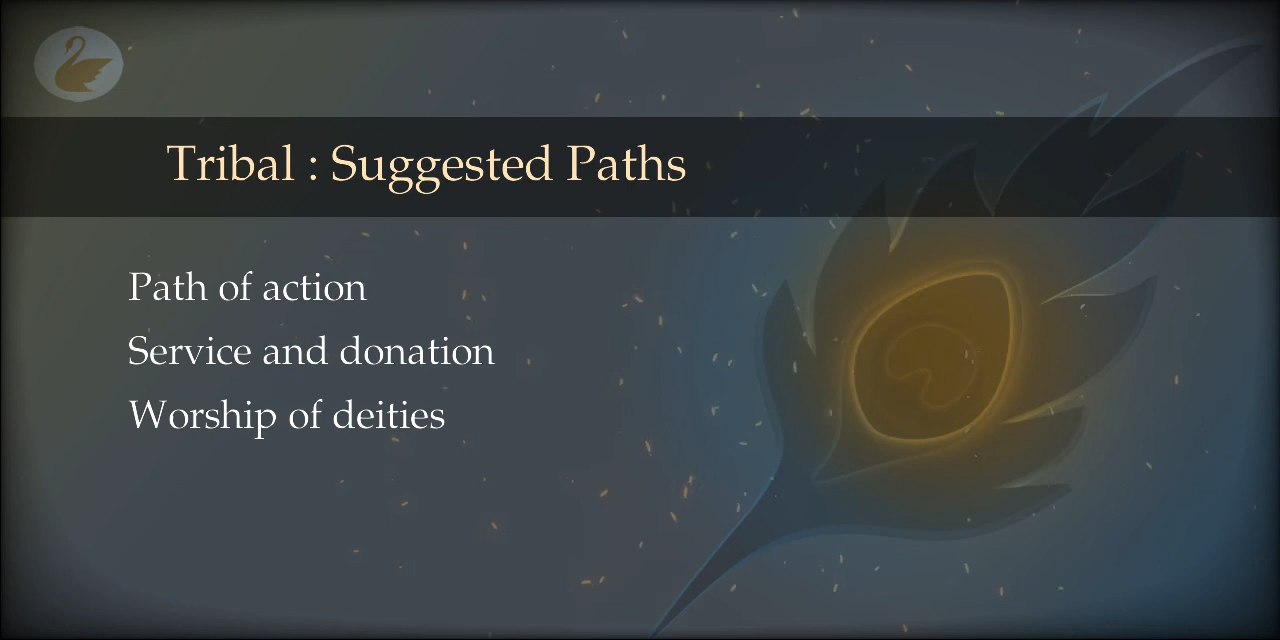 Tribal : Suggested Paths
Path of action
Service and donation
Worship of deities